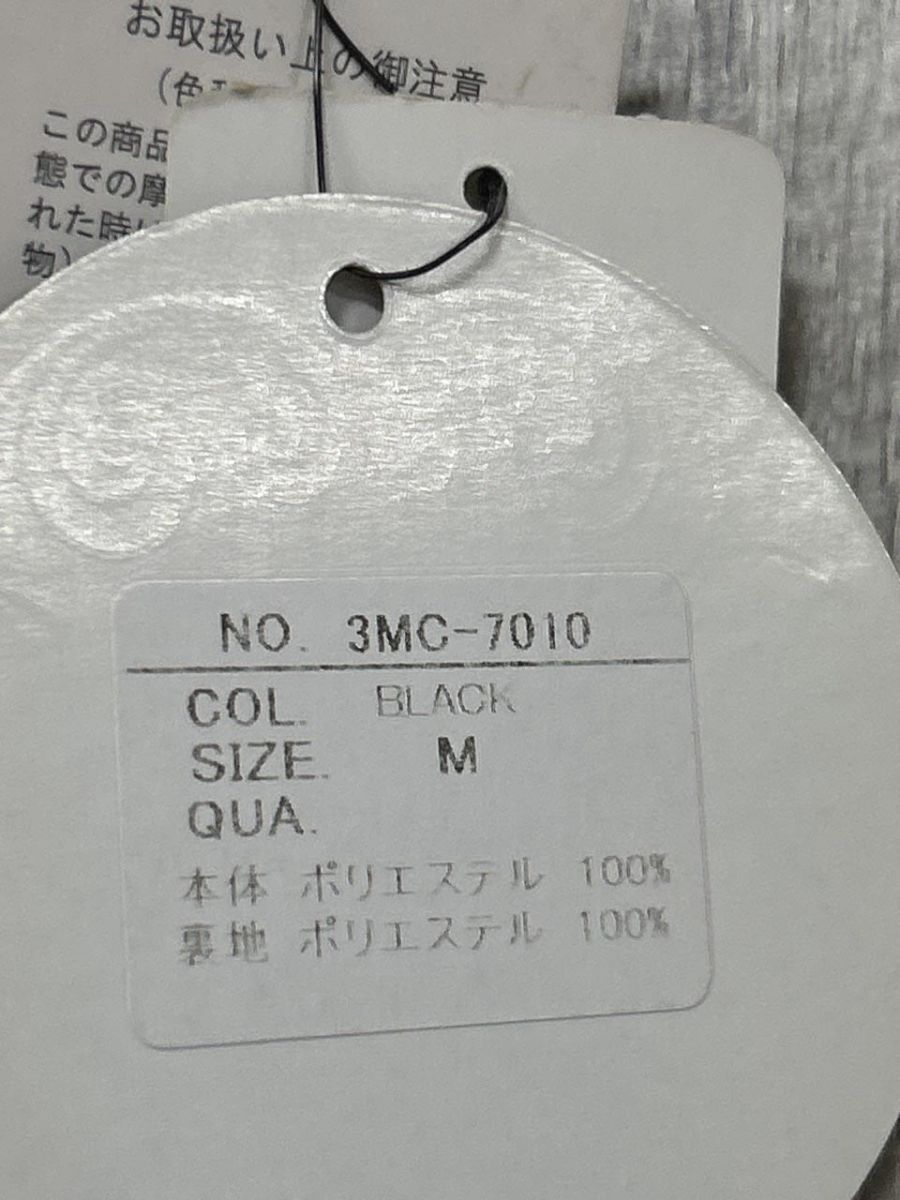 お取扱い上の御注意
（色
この商品
態での摩
れた時
物）
NO. 3MC-7010
COL. BLACK
SIZE. M
QUA.
本体 ポリエステル 100%
裏地 ポリエステル 100%